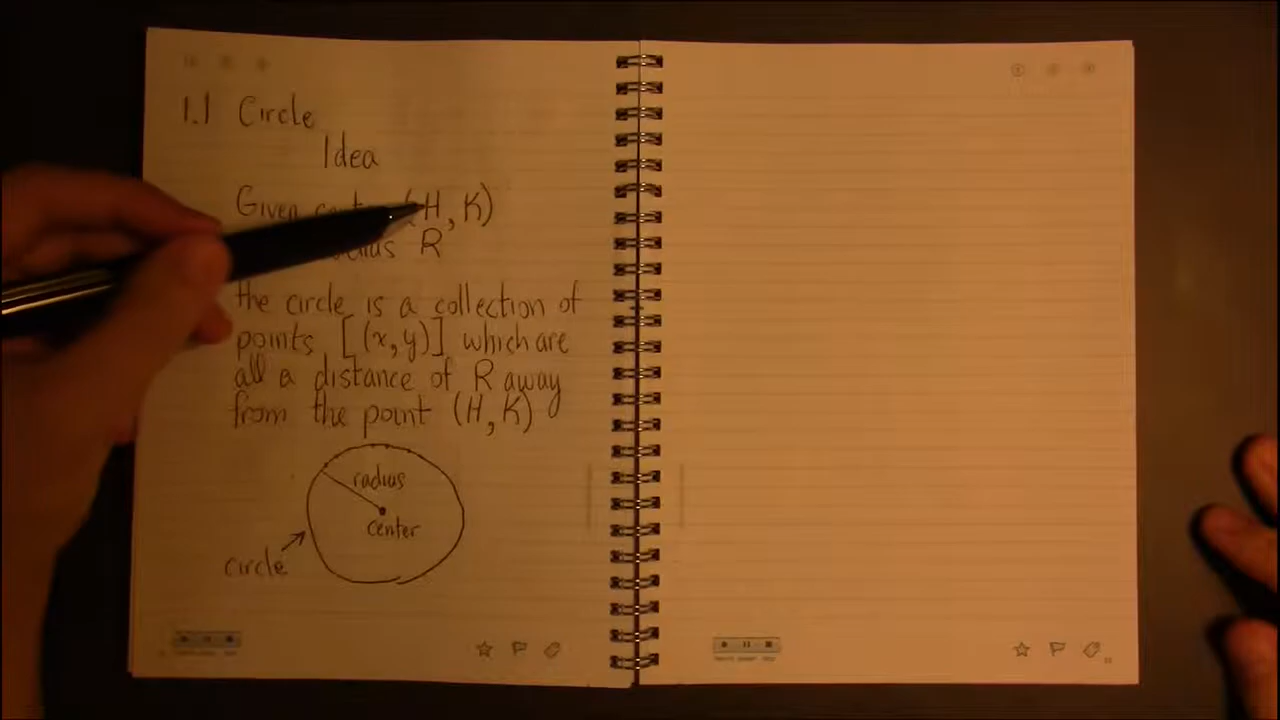 1.1 Circle
Idea
Given (H, K)
R
the circle is a collection of
points [(x, y)] which are
all a distance of R away
from the point (H, K)
radius
center
circle